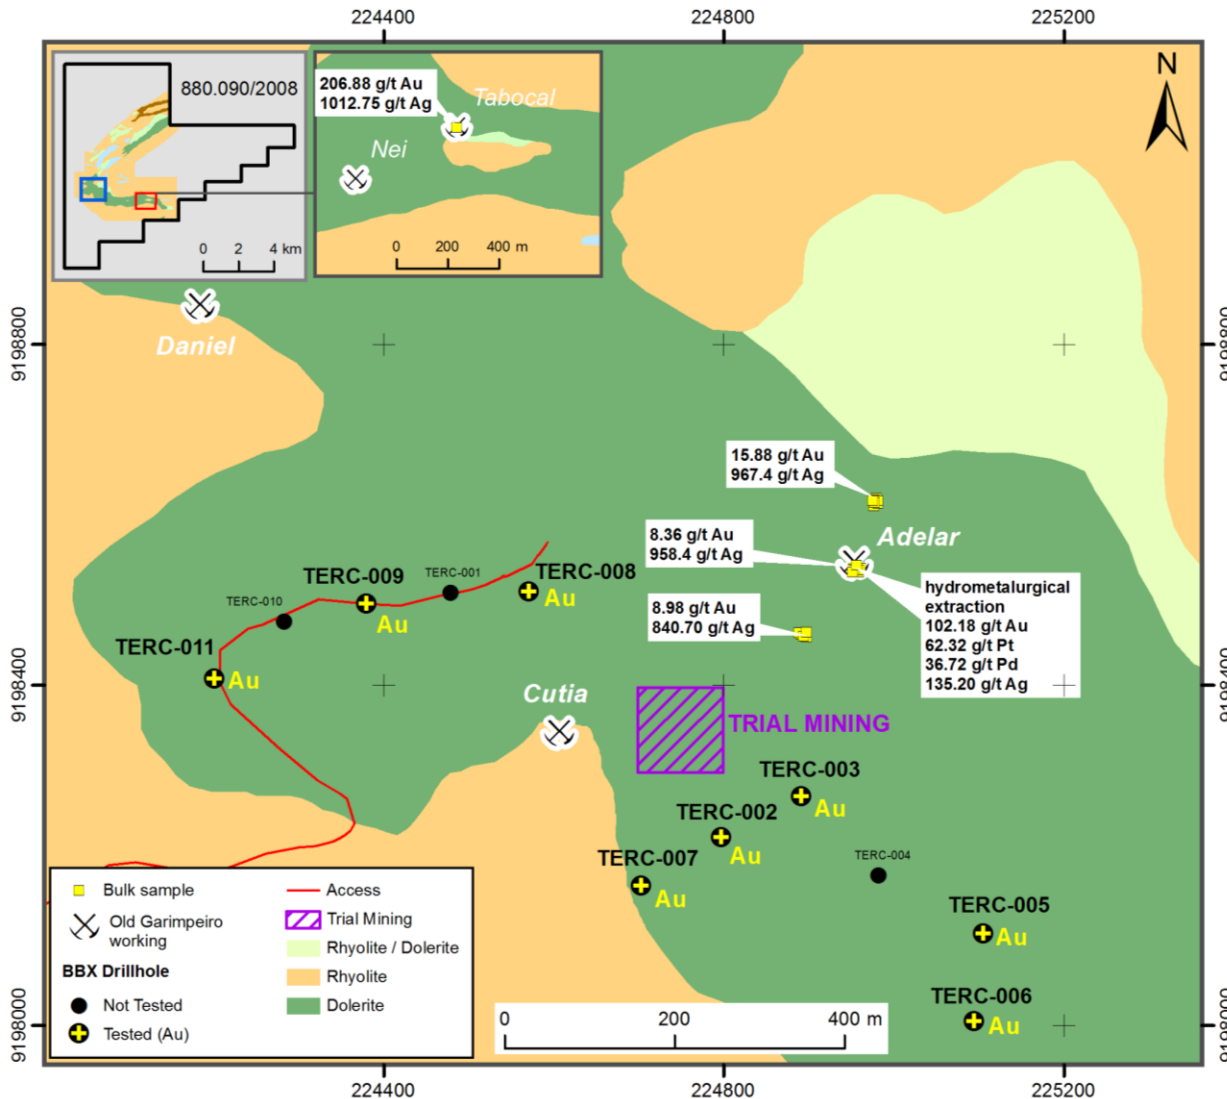 224400
224800
225200
880.090/2008
0 2 4 km
206.88 g/t Au
1012.75 g/t Ag
Tabocal
Nei
0 200 400 m
N
9198800
9198800
Daniel
15.88 g/t Au
967.4 g/t Ag
8.36 g/t Au
958.4 g/t Ag
Adelar
hydrometalurgical
extraction
102.18 g/t Au
62.32 g/t Pt
36.72 g/t Pd
135.20 g/t Ag
8.98 g/t Au
840.70 g/t Ag
TERC-009
Au
TERC-001
TERC-008
Au
TERC-010
TERC-011
Au
9198400
9198400
Cutia
TRIAL MINING
TERC-003
Au
TERC-002
Au
TERC-007
Au
TERC-004
TERC-005
Au
TERC-006
Au
Bulk sample
Old Garimpeiro
working
BBX Drillhole
Not Tested
Tested (Au)
Access
Trial Mining
Rhyolite / Dolerite
Rhyolite
Dolerite
0 200 400 m
9198000
9198000
224400
224800
225200